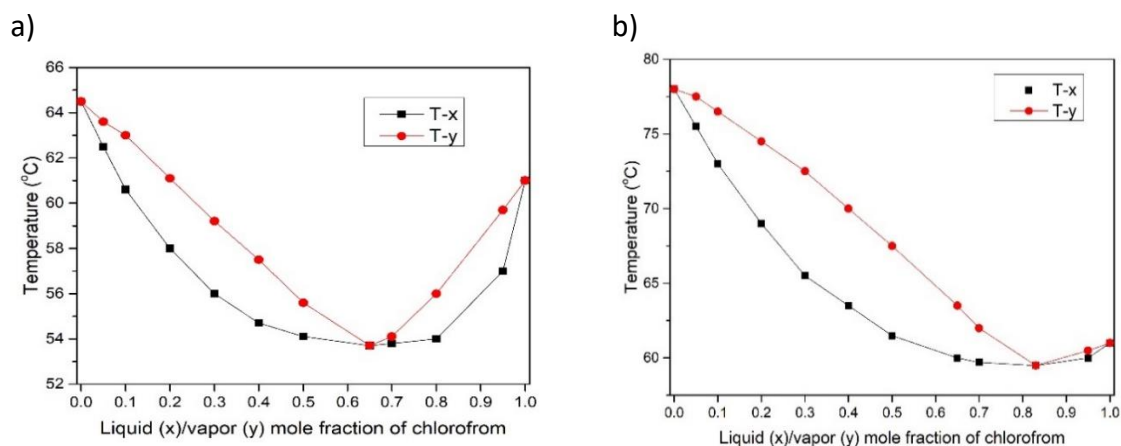 a)
66
64
62
60
58
56
54
52
Temperature (°C)
T-x
T-y
0.0 0.1 0.2 0.3 0.4 0.5 0.6 0.7 0.8 0.9 1.0
Liquid (x)/vapor (y) mole fraction of chlorofrom
b)
80
75
70
65
60
Temperature (°C)
T-x
T-y
0.0 0.1 0.2 0.3 0.4 0.5 0.6 0.7 0.8 0.9 1.0
Liquid (x)/vapor (y) mole fraction of chlorofrom